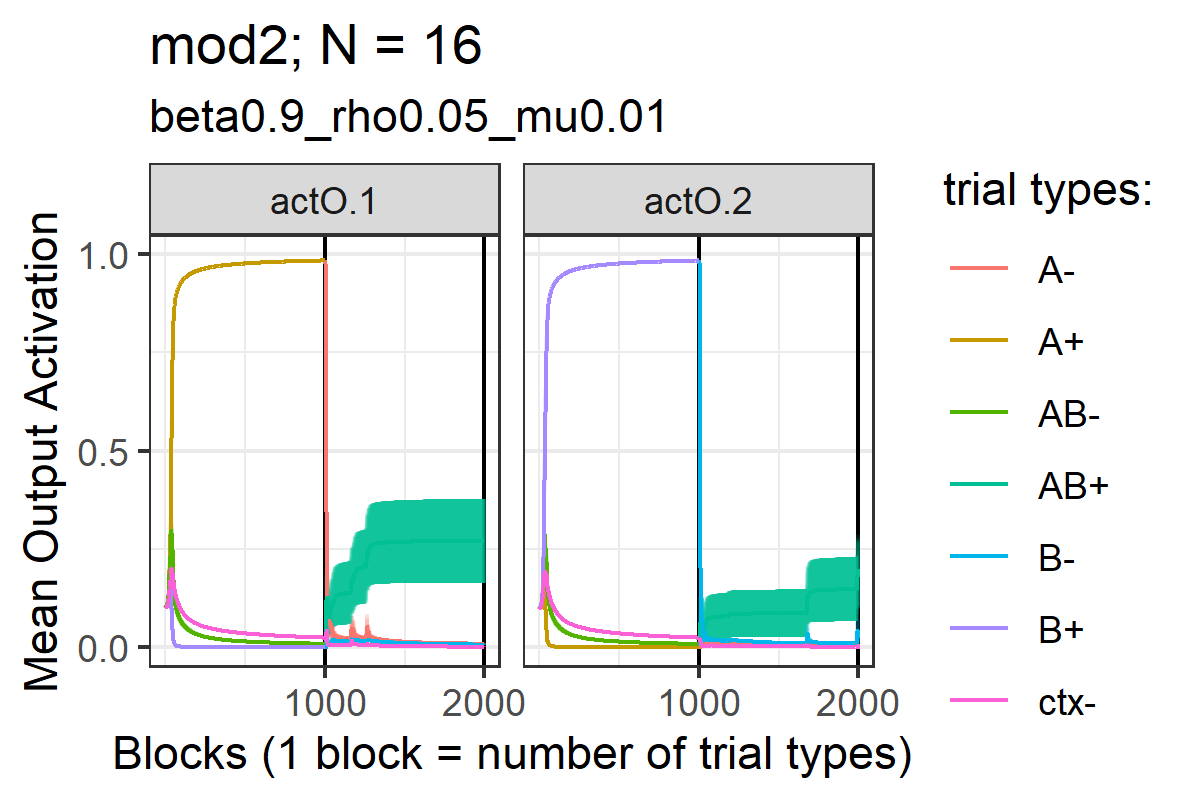 mod2; N = 16
beta0.9_rho0.05_mu0.01
actO.1
actO.2
Mean Output Activation
1.0
0.5
0.0
1000
2000
1000
2000
Blocks (1 block = number of trial types)
trial types:
A-
A+
AB-
AB+
B-
B+
ctx-